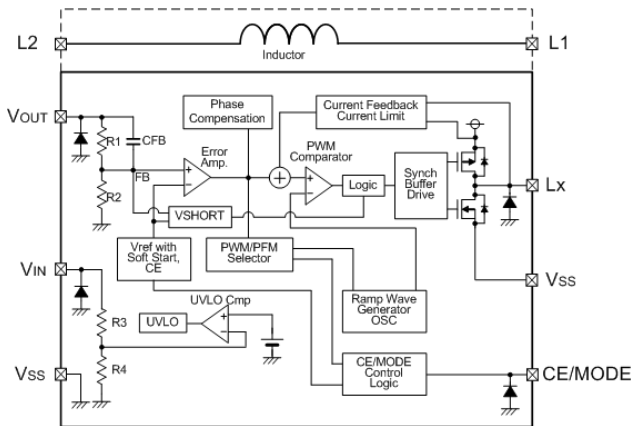 L2
L1
Inductor
VOUT
Phase
Compensation
Current Feedback
Current Limit
R1
CFB
Error
Amp.
PWM
Comparator
FB
+
-
+
+
-
Logic
Synch
Buffer
Drive
Lx
R2
VSHORT
Vref with
Soft Start,
CE
PWM/PFM
Selector
VIN
VSS
UVLO Cmp
Ramp Wave
Generator
OSC
R3
UVLO
+
-
R4
CE/MODE
Control
Logic
VSS
CE/MODE